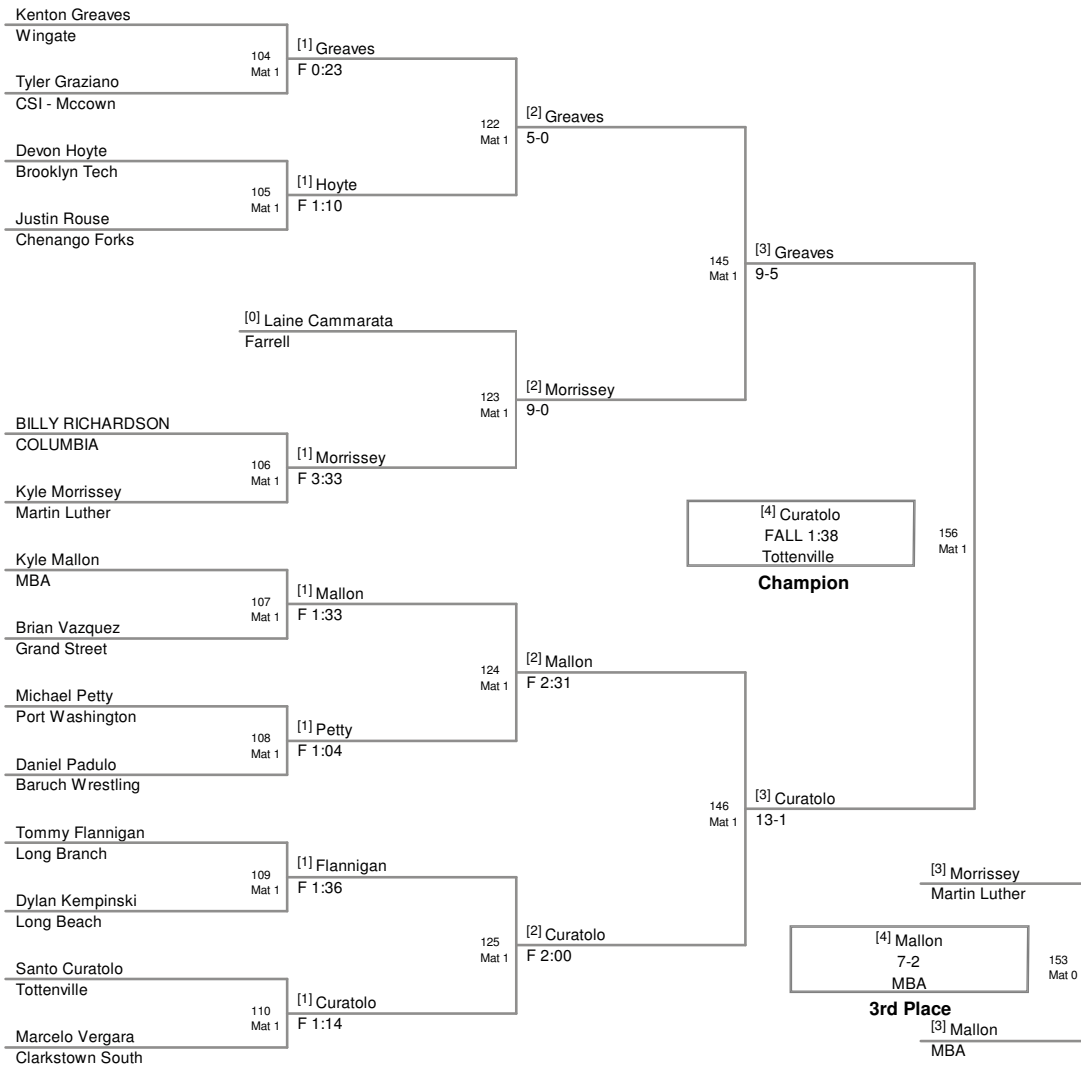 Kenton Greaves
Wingate
104
Mat 1
[1] Greaves
F 0:23
Tyler Graziano
CSI - Mccown
122
Mat 1
[2] Greaves
5-0
Devon Hoyte
Brooklyn Tech
105
Mat 1
[1] Hoyte
F 1:10
Justin Rouse
Chenango Forks
145
Mat 1
[3] Greaves
9-5
[0] Laine Cammarata
Farrell
123
Mat 1
[2] Morrissey
9-0
BILLY RICHARDSON
COLUMBIA
106
Mat 1
[1] Morrissey
F 3:33
Kyle Morrissey
Martin Luther
[4] Curatolo
FALL 1:38
Tottenville
Champion
156
Mat 1
Kyle Mallon
MBA
107
Mat 1
[1] Mallon
F 1:33
Brian Vazquez
Grand Street
124
Mat 1
[2] Mallon
F 2:31
Michael Petty
Port Washington
108
Mat 1
[1] Petty
F 1:04
Daniel Padulo
Baruch Wrestling
146
Mat 1
[3] Curatolo
13-1
Tommy Flannigan
Long Branch
109
Mat 1
[1] Flannigan
F 1:36
Dylan Kempinski
Long Beach
125
Mat 1
[2] Curatolo
F 2:00
Santo Curatolo
Tottenville
110
Mat 1
[1] Curatolo
F 1:14
Marcelo Vergara
Clarkstown South
[3] Morrissey
Martin Luther
[4] Mallon
7-2
MBA
153
Mat 0
3rd Place
[3] Mallon
MBA